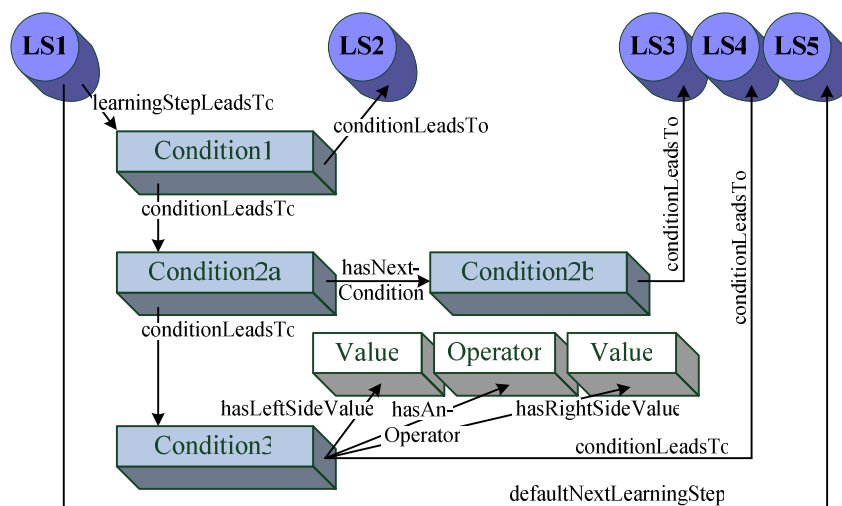 LS1
LS2
LS3
LS4
LS5
learningStepLeadsTo
conditionLeadsTo
Condition1
conditionLeadsTo
conditionLeadsTo
conditionLeadsTo
Condition2a
hasNext-
Condition
Condition2b
conditionLeadsTo
Value
Operator
Value
hasLeftSideValue
hasAn-
Operator
hasRightSideValue
Condition3
conditionLeadsTo
defaultNextLearningStep